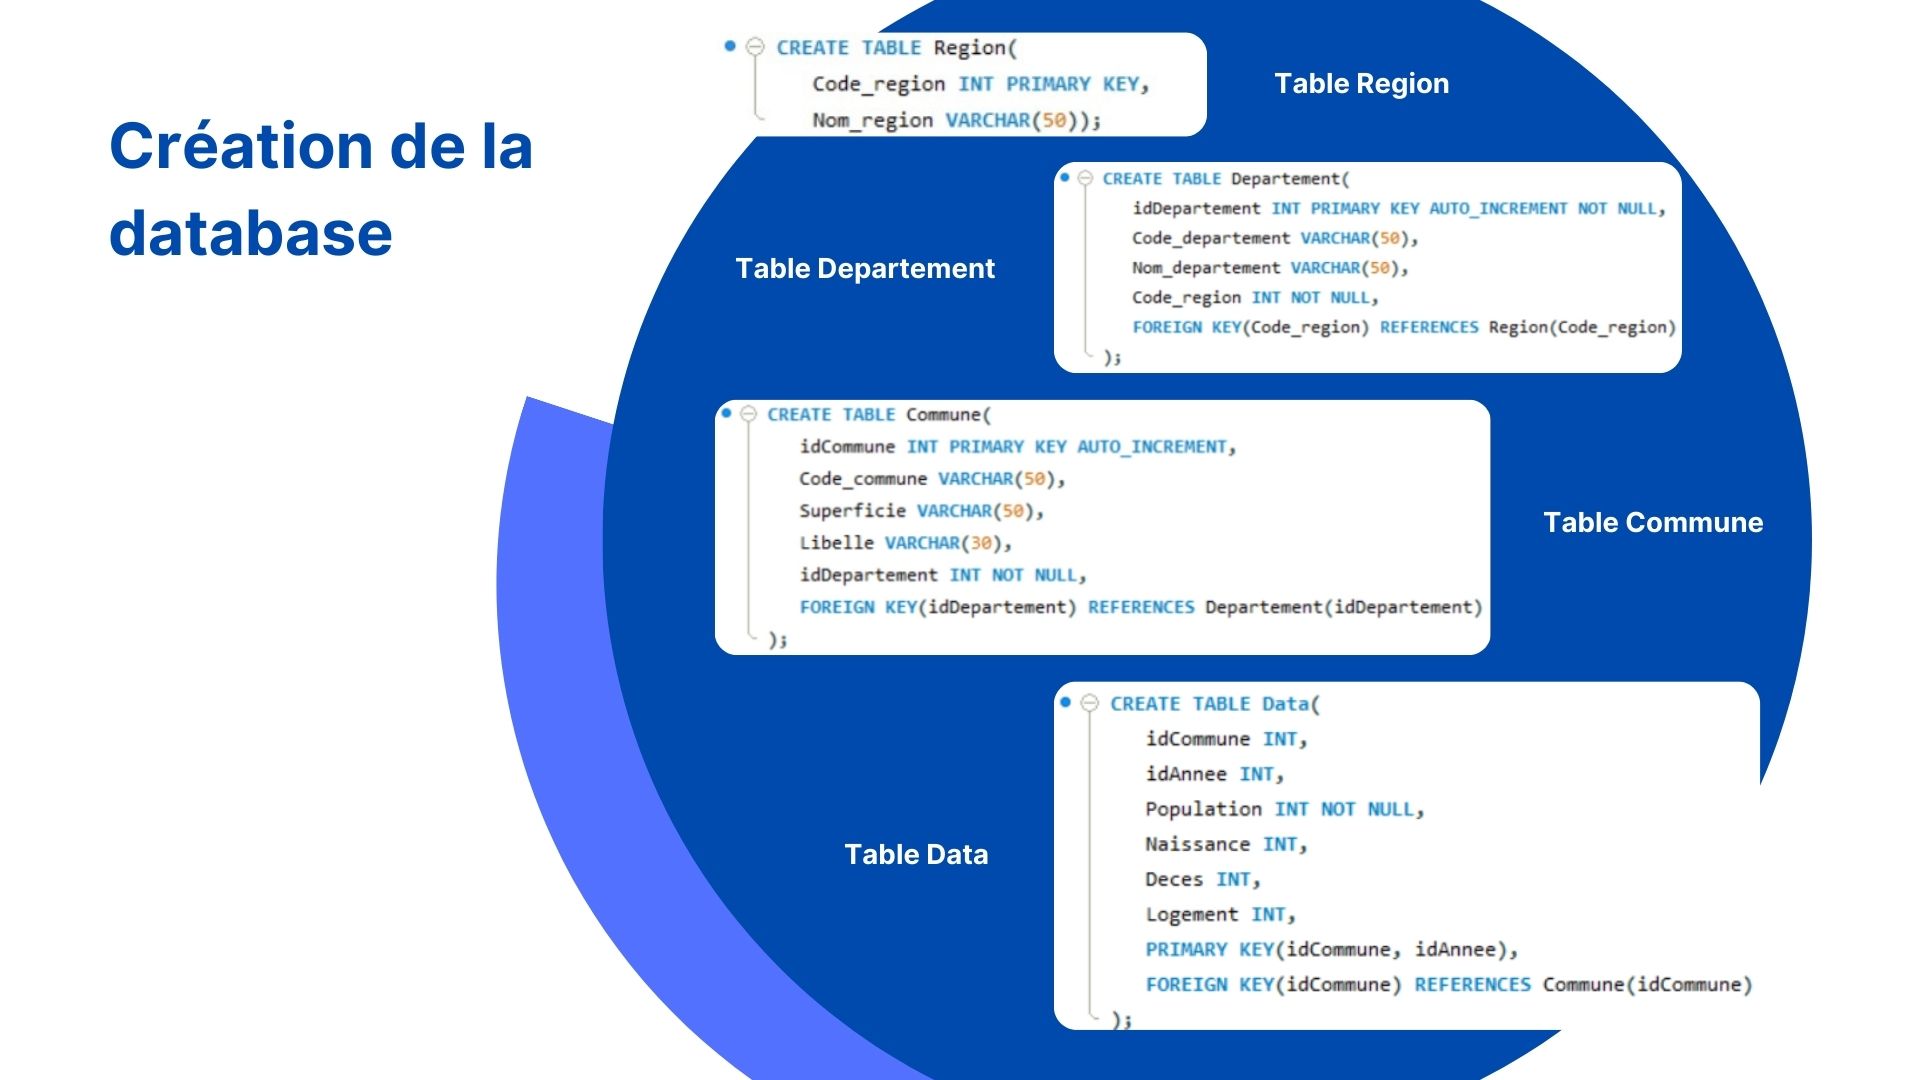 Création de la
database
CREATE TABLE Region(
Code_region INT PRIMARY KEY,
Nom_region VARCHAR(50));
Table Region
CREATE TABLE Departement(
idDepartement INT PRIMARY KEY AUTO_INCREMENT NOT NULL,
Code_departement VARCHAR(50),
Nom_departement VARCHAR(50),
Code_region INT NOT NULL,
FOREIGN KEY(Code_region) REFERENCES Region(Code_region)
);
Table Departement
CREATE TABLE Commune(
idCommune INT PRIMARY KEY AUTO_INCREMENT,
Code_commune VARCHAR(50),
Superficie VARCHAR(50),
Libelle VARCHAR(30),
idDepartement INT NOT NULL,
FOREIGN KEY(idDepartement) REFERENCES Departement(idDepartement)
);
Table Commune
CREATE TABLE Data(
idCommune INT,
idAnnee INT,
Population INT NOT NULL,
Naissance INT,
Deces INT,
Logement INT,
PRIMARY KEY(idCommune, idAnnee),
FOREIGN KEY(idCommune) REFERENCES Commune(idCommune)
);
Table Data